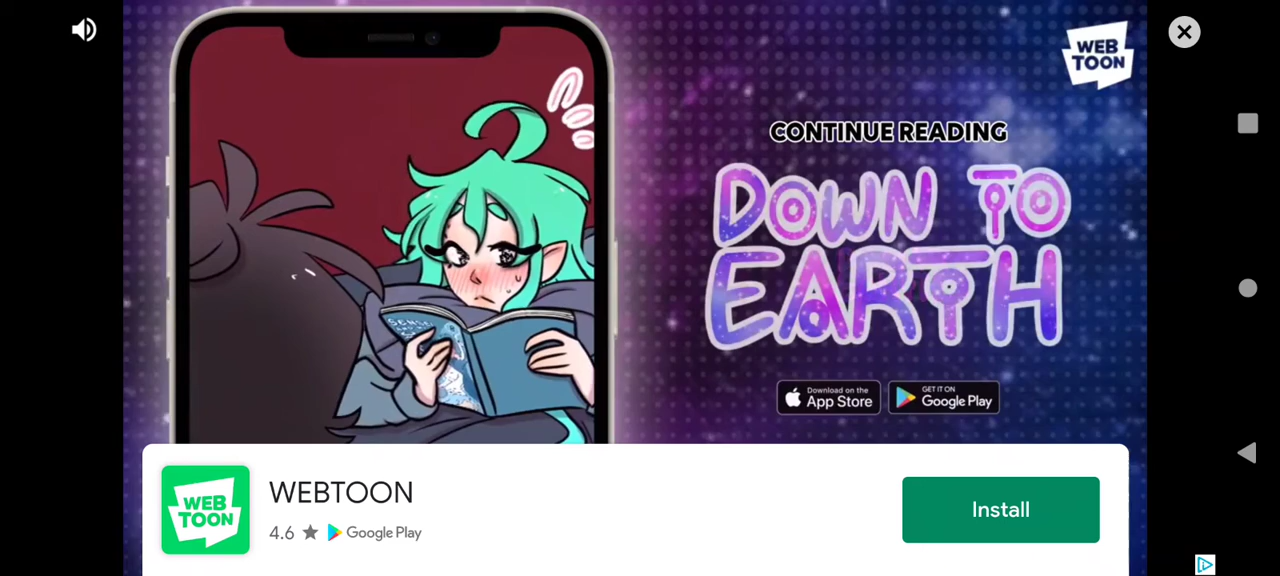 WEB
TOON
CONTINUE READING
DOWN TO
EARTH
Download on the
App Store
GET IT ON
Google Play
WEB
TOON
WEBTOON
4.6 ★ Google Play
Install